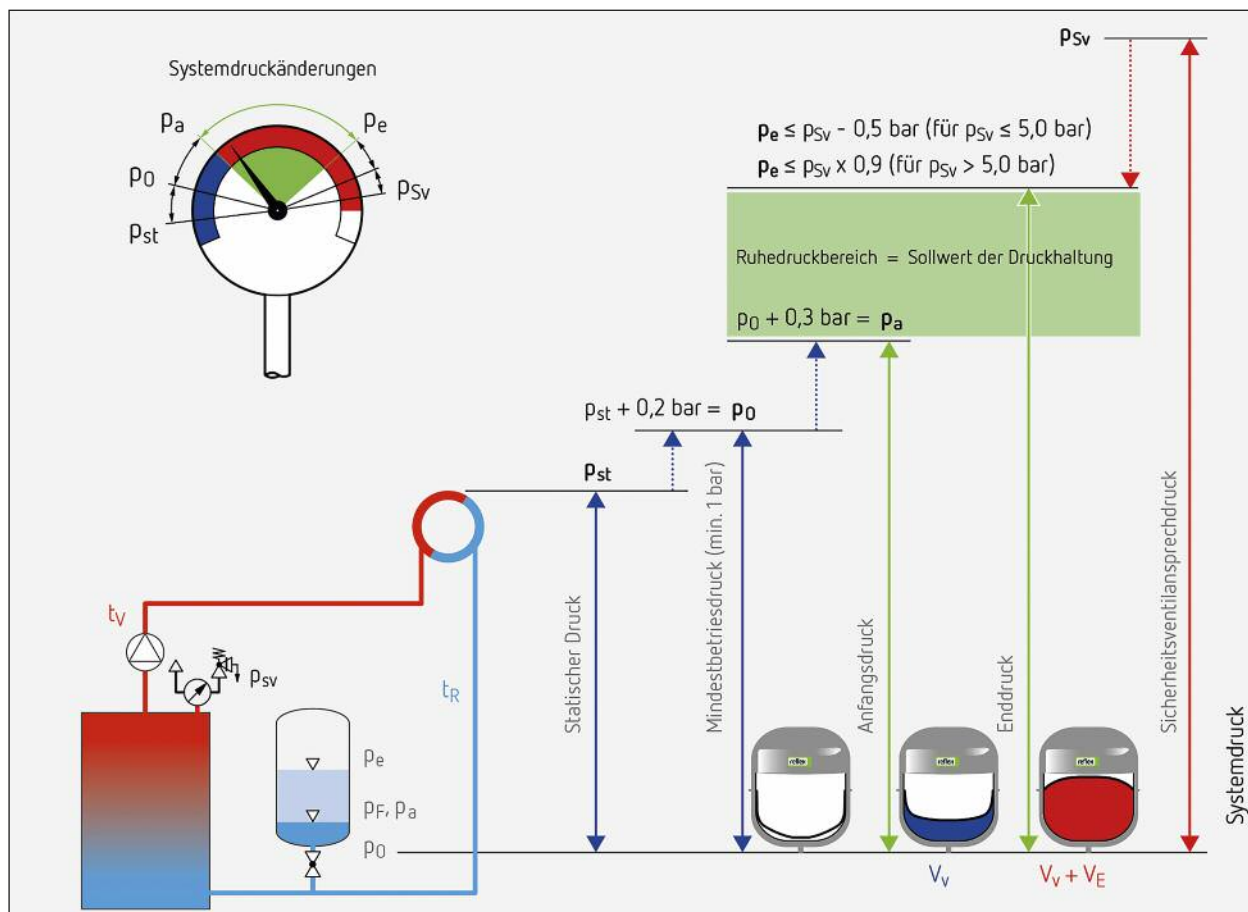 Systemdruckänderungen
pa
pe
p0
pSv
pst
pSv
pe ≤ pSv - 0,5 bar (für pSv ≤ 5,0 bar)
pe ≤ pSv x 0,9 (für pSv > 5,0 bar)
Ruhedruckbereich = Sollwert der Druckhaltung
p0 + 0,3 bar = pa
pst + 0,2 bar = p0
pst
tV
psv
tR
pe
pF, pa
p0
Statischer Druck
Mindestbetriebsdruck (min. 1 bar)
Anfangsdruck
Enddruck
Sicherheitsventilansprechdruck
Systemdruck
reflex
reflex
reflex
Vv
Vv + VE